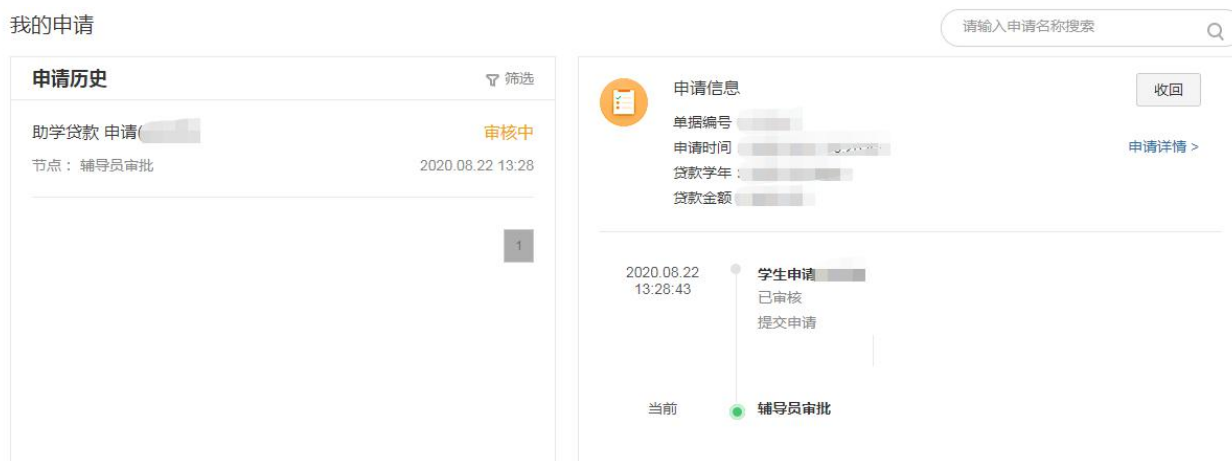 我的申请
请输入申请名称搜索
申请历史
筛选
助学贷款 申请(
审核中
节点： 辅导员审批
2020.08.22 13:28
1
申请信息
收回
单据编号
申请时间
申请详情 >
贷款学年：
贷款金额
2020.08.22
13:28:43
学生申请
已审核
提交申请
当前
辅导员审批